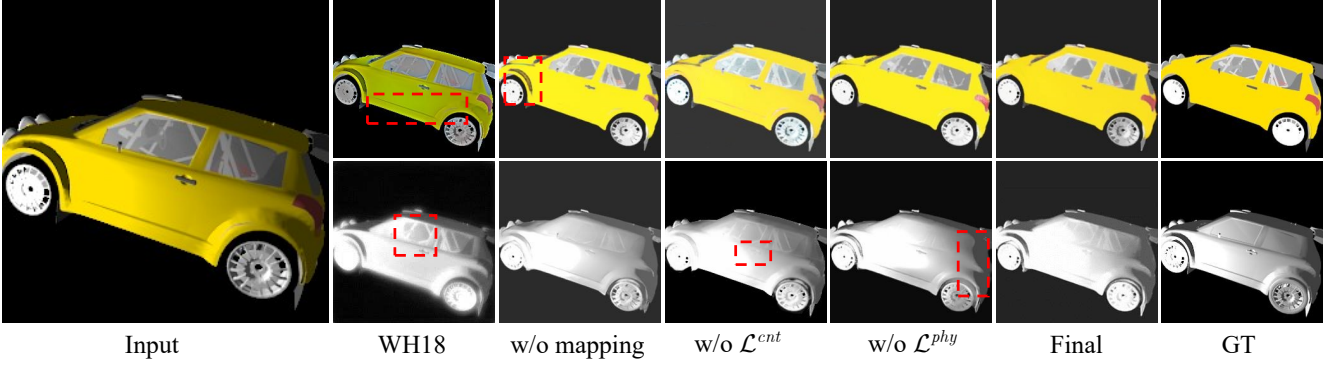 Input WH18 w/o mapping w/o 𝓛^{cnt} w/o 𝓛^{phy} Final GT